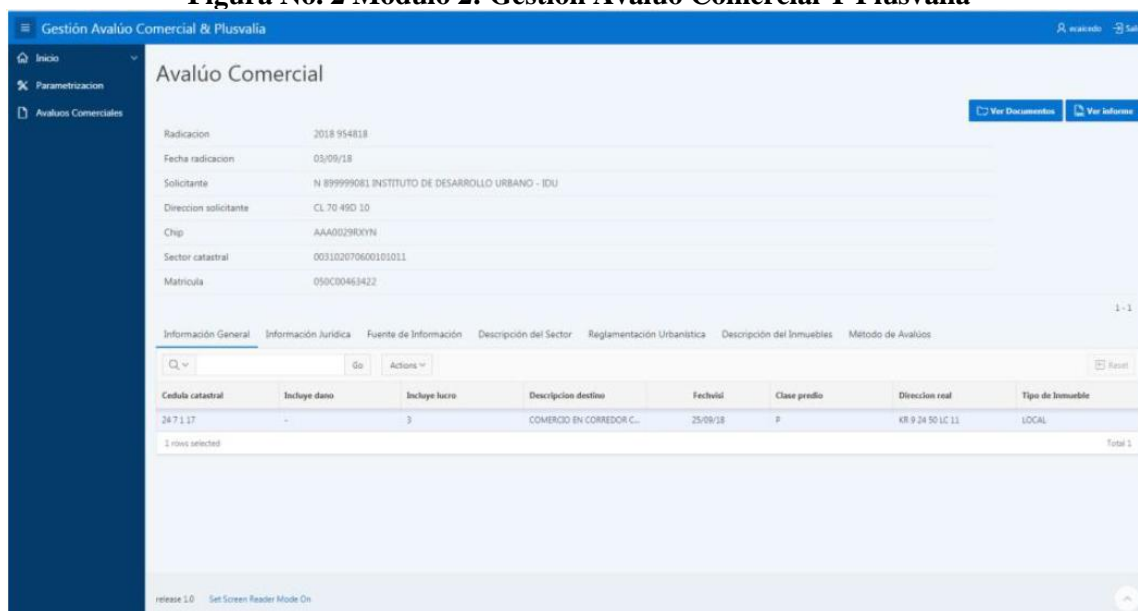 Figura No. 2 Módulo 2: Gestión Avalúo Comercial Y Plusvalía
Gestión Avalúo Comercial & Plusvalía
ecaicedo Sali
Inicio
Parametrizacion
Avaluos Comerciales
Avalúo Comercial
Ver Documentos Ver informe
Radicacion 2018 954818
Fecha radicacion 03/09/18
Solicitante N 899999081 INSTITUTO DE DESARROLLO URBANO - IDU
Direccion solicitante CL 70 49D 10
Chip AAA0029RXYN
Sector catastral 003102070600101011
Matricula 050C00463422
1 - 1
Información General Información Jurídica Fuente de Información Descripción del Sector Reglamentación Urbanística Descripción del Inmuebles Método de Avalúos
Go Actions Reset
Cedula catastral Incluye dano Incluye lucro Descripcion destino Fechvisi Clase predio Direccion real Tipo de Inmueble
24 7 1 17 - 3 COMERCIO EN CORREDOR C... 25/09/18 P KR 9 24 50 LC 11 LOCAL
1 rows selected Total 1
release 1.0 Set Screen Reader Mode On